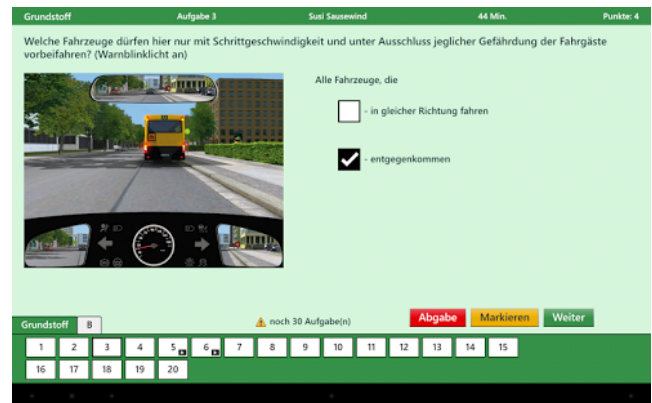 Grundstoff Aufgabe 3 Susi Sausewind 44 Min. Punkte: 4
Welche Fahrzeuge dürfen hier nur mit Schrittgeschwindigkeit und unter Ausschluss jeglicher Gefährdung der Fahrgäste
vorbeifahren? (Warnblinklicht an)
Alle Fahrzeuge, die
- in gleicher Richtung fahren
- entgegenkommen
noch 30 Aufgabe(n)
Abgabe Markieren Weiter
Grundstoff B
1 2 3 4 5 6 7 8 9 10 11 12 13 14 15
16 17 18 19 20